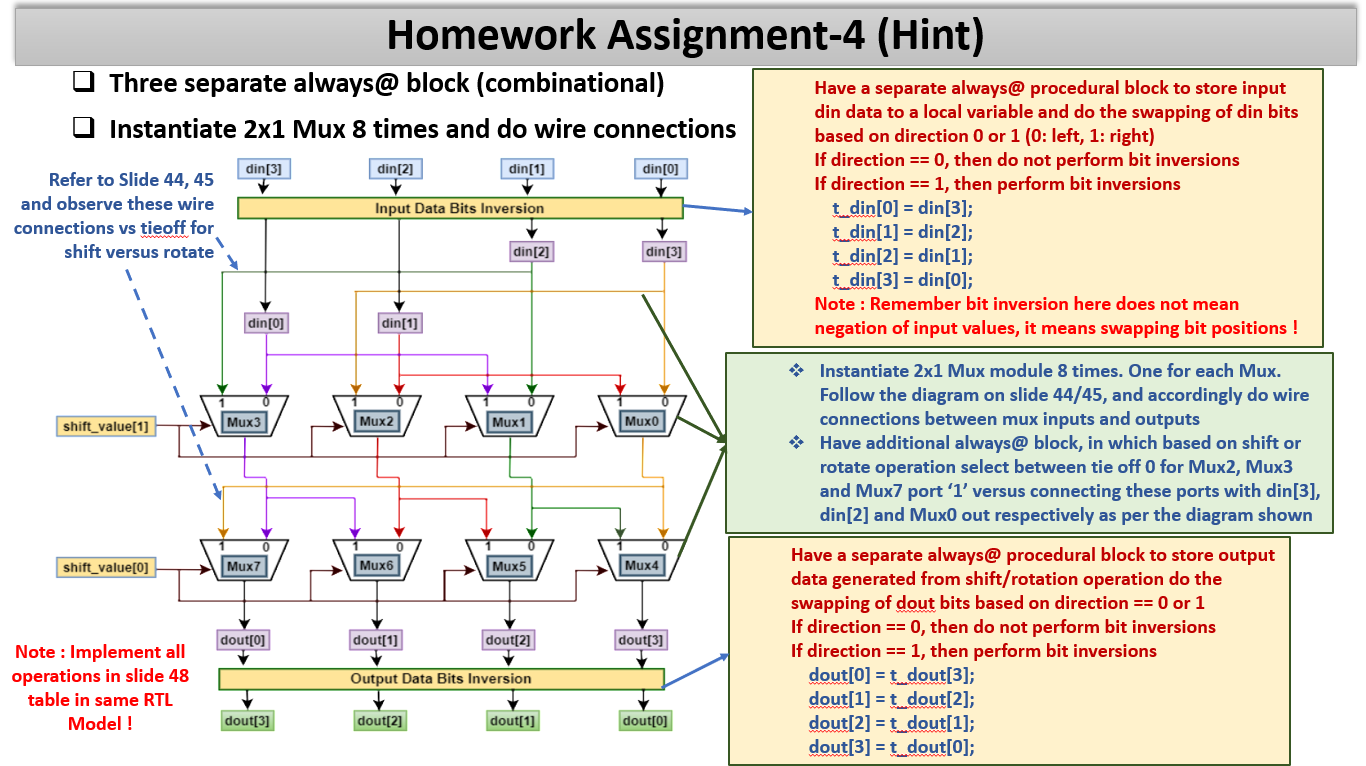 Homework Assignment-4 (Hint)
❑ Three separate always@ block (combinational)
❑ Instantiate 2x1 Mux 8 times and do wire connections
Refer to Slide 44, 45
and observe these wire
connections vs tieoff for
shift versus rotate
din[3] din[2] din[1] din[0]
Input Data Bits Inversion
din[2] din[3]
din[0] din[1]
1 0 1 0 1 0 1 0
shift_value[1] Mux3 Mux2 Mux1 Mux0
1 0 1 0 1 0 1 0
shift_value[0] Mux7 Mux6 Mux5 Mux4
dout[0] dout[1] dout[2] dout[3]
Output Data Bits Inversion
dout[3] dout[2] dout[1] dout[0]
Note : Implement all
operations in slide 48
table in same RTL
Model !
Have a separate always@ procedural block to store input
din data to a local variable and do the swapping of din bits
based on direction 0 or 1 (0: left, 1: right)
If direction == 0, then do not perform bit inversions
If direction == 1, then perform bit inversions
t_din[0] = din[3];
t_din[1] = din[2];
t_din[2] = din[1];
t_din[3] = din[0];
Note : Remember bit inversion here does not mean
negation of input values, it means swapping bit positions !
❖ Instantiate 2x1 Mux module 8 times. One for each Mux.
Follow the diagram on slide 44/45, and accordingly do wire
connections between mux inputs and outputs
❖ Have additional always@ block, in which based on shift or
rotate operation select between tie off 0 for Mux2, Mux3
and Mux7 port ‘1’ versus connecting these ports with din[3],
din[2] and Mux0 out respectively as per the diagram shown
Have a separate always@ procedural block to store output
data generated from shift/rotation operation do the
swapping of dout bits based on direction == 0 or 1
If direction == 0, then do not perform bit inversions
If direction == 1, then perform bit inversions
dout[0] = t_dout[3];
dout[1] = t_dout[2];
dout[2] = t_dout[1];
dout[3] = t_dout[0];